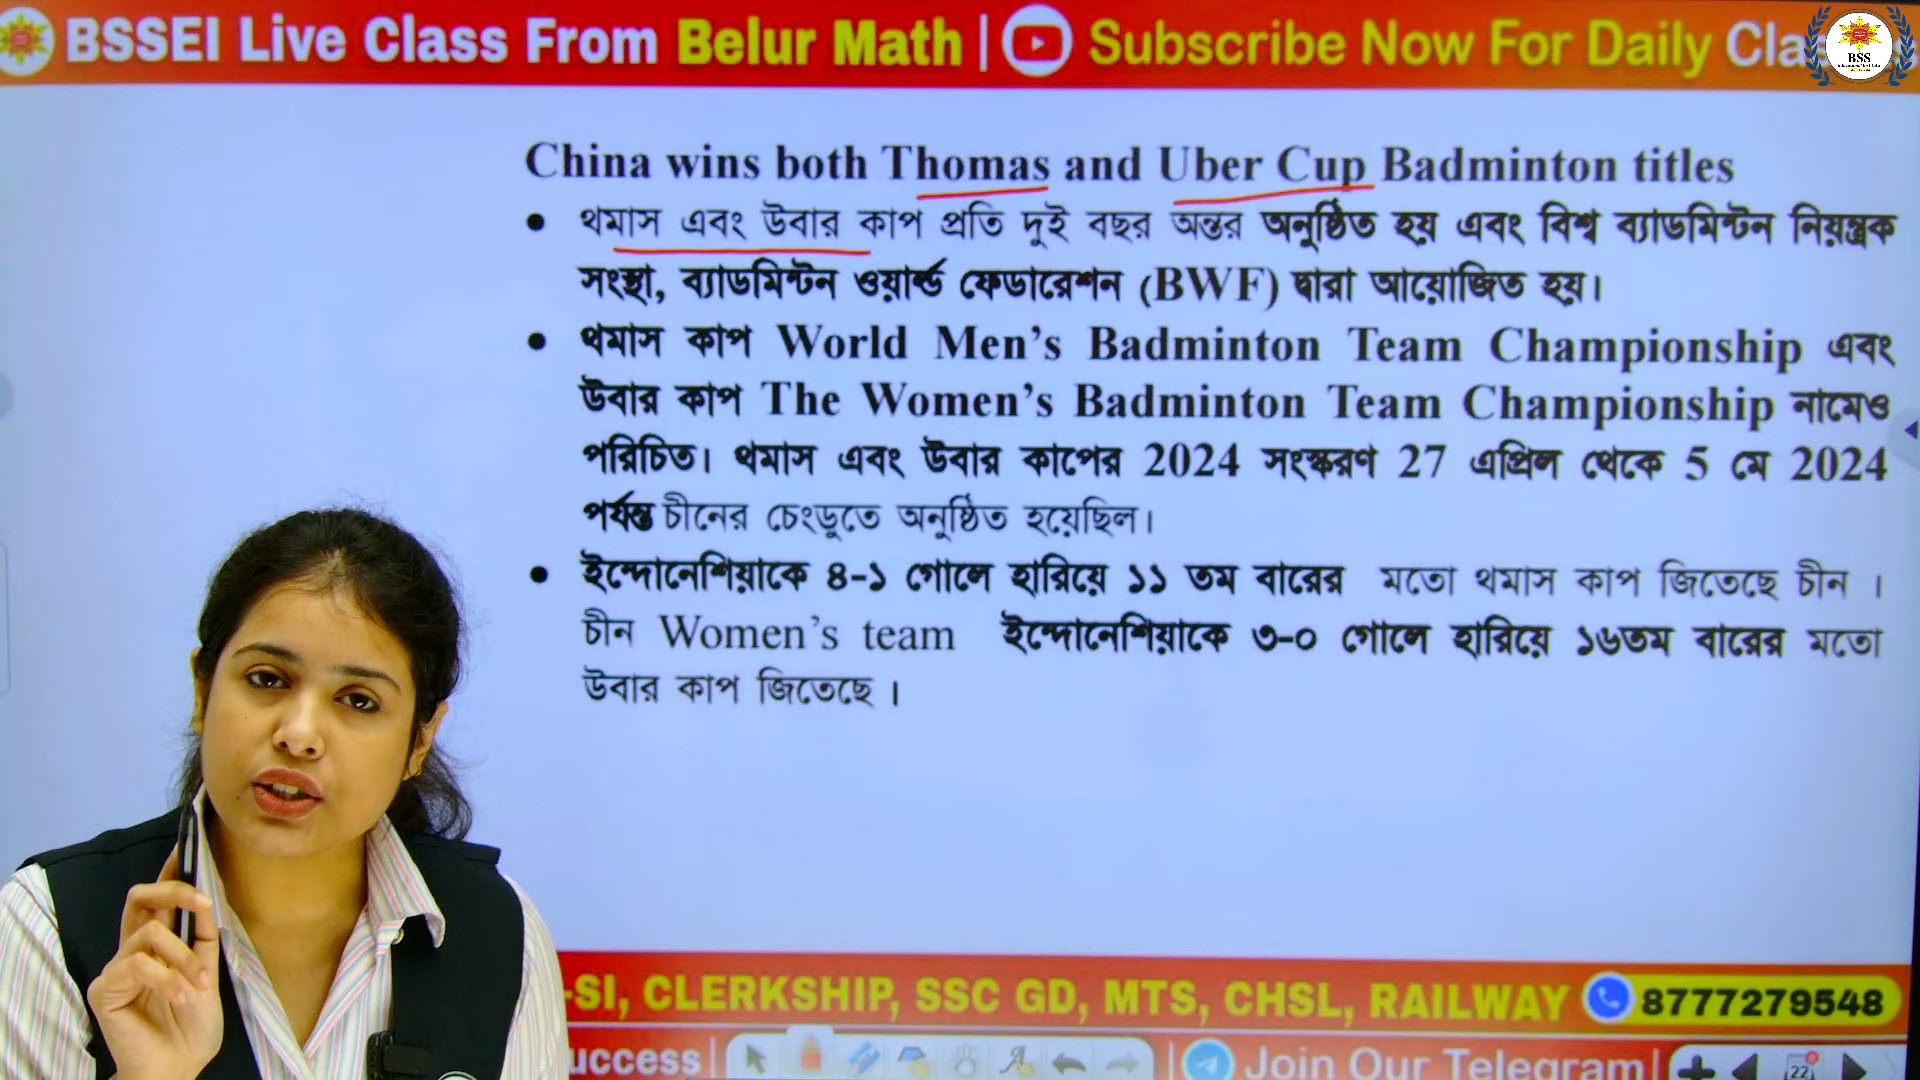 BSSEI Live Class From Belur Math | Subscribe Now For Daily Cla
BSS
China wins both Thomas and Uber Cup Badminton titles
• থমাস এবং উবার কাপ প্রতি দুই বছর অন্তর অনুষ্ঠিত হয় এবং বিশ্ব ব্যাডমিন্টন নিয়ন্ত্রক
সংস্থা, ব্যাডমিন্টন ওয়ার্ল্ড ফেডারেশন (BWF) দ্বারা আয়োজিত হয়।
• থমাস কাপ World Men’s Badminton Team Championship এবং
উবার কাপ The Women’s Badminton Team Championship নামেও
পরিচিত। থমাস এবং উবার কাপের 2024 সংস্করণ 27 এপ্রিল থেকে 5 মে 2024
পর্যন্ত চীনের চেংডুতে অনুষ্ঠিত হয়েছিল।
• ইন্দোনেশিয়াকে ৪-১ গোলে হারিয়ে ১১ তম বারের মতো থমাস কাপ জিতেছে চীন ।
চীন Women’s team ইন্দোনেশিয়াকে ৩-০ গোলে হারিয়ে ১৬তম বারের মতো
উবার কাপ জিতেছে ।
-SI, CLERKSHIP, SSC GD, MTS, CHSL, RAILWAY 8777279548
uccess | Join Our Telegram |
22